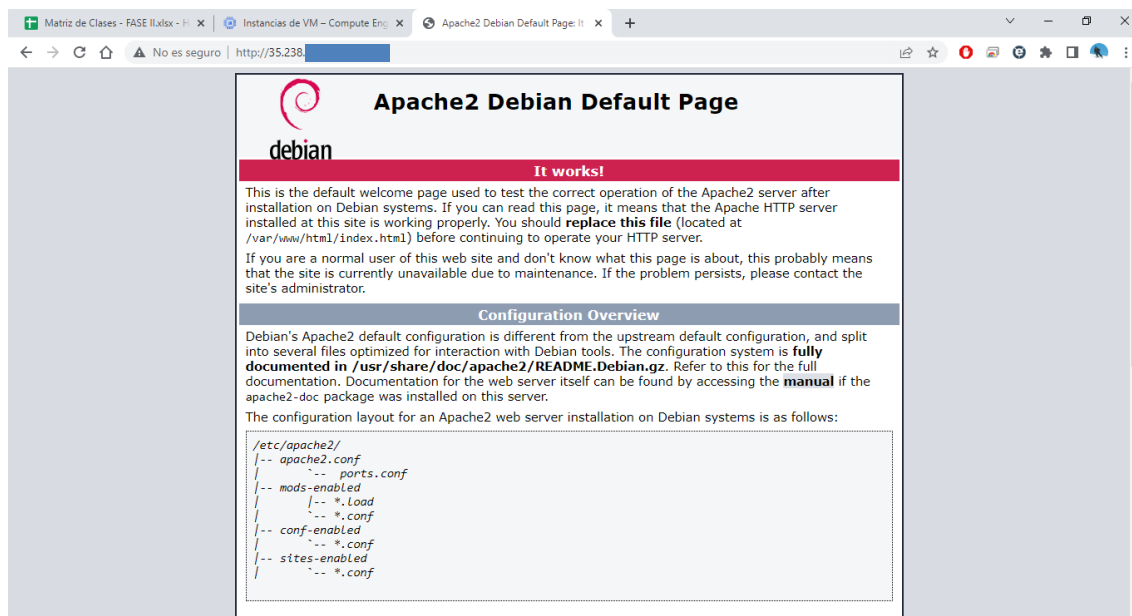 Matriz de Clases - FASE II.xlsx - H
Instancias de VM – Compute Eng
Apache2 Debian Default Page: It
No es seguro | http://35.238.
debian
Apache2 Debian Default Page
It works!
This is the default welcome page used to test the correct operation of the Apache2 server after
installation on Debian systems. If you can read this page, it means that the Apache HTTP server
installed at this site is working properly. You should replace this file (located at
/var/www/html/index.html) before continuing to operate your HTTP server.
If you are a normal user of this web site and don't know what this page is about, this probably means
that the site is currently unavailable due to maintenance. If the problem persists, please contact the
site's administrator.
Configuration Overview
Debian's Apache2 default configuration is different from the upstream default configuration, and split
into several files optimized for interaction with Debian tools. The configuration system is fully
documented in /usr/share/doc/apache2/README.Debian.gz. Refer to this for the full
documentation. Documentation for the web server itself can be found by accessing the manual if the
apache2-doc package was installed on this server.
The configuration layout for an Apache2 web server installation on Debian systems is as follows:
/etc/apache2/
|-- apache2.conf
|       `--  ports.conf
|-- mods-enabled
|       |-- *.load
|       `-- *.conf
|-- conf-enabled
|       `-- *.conf
|-- sites-enabled
|       `-- *.conf